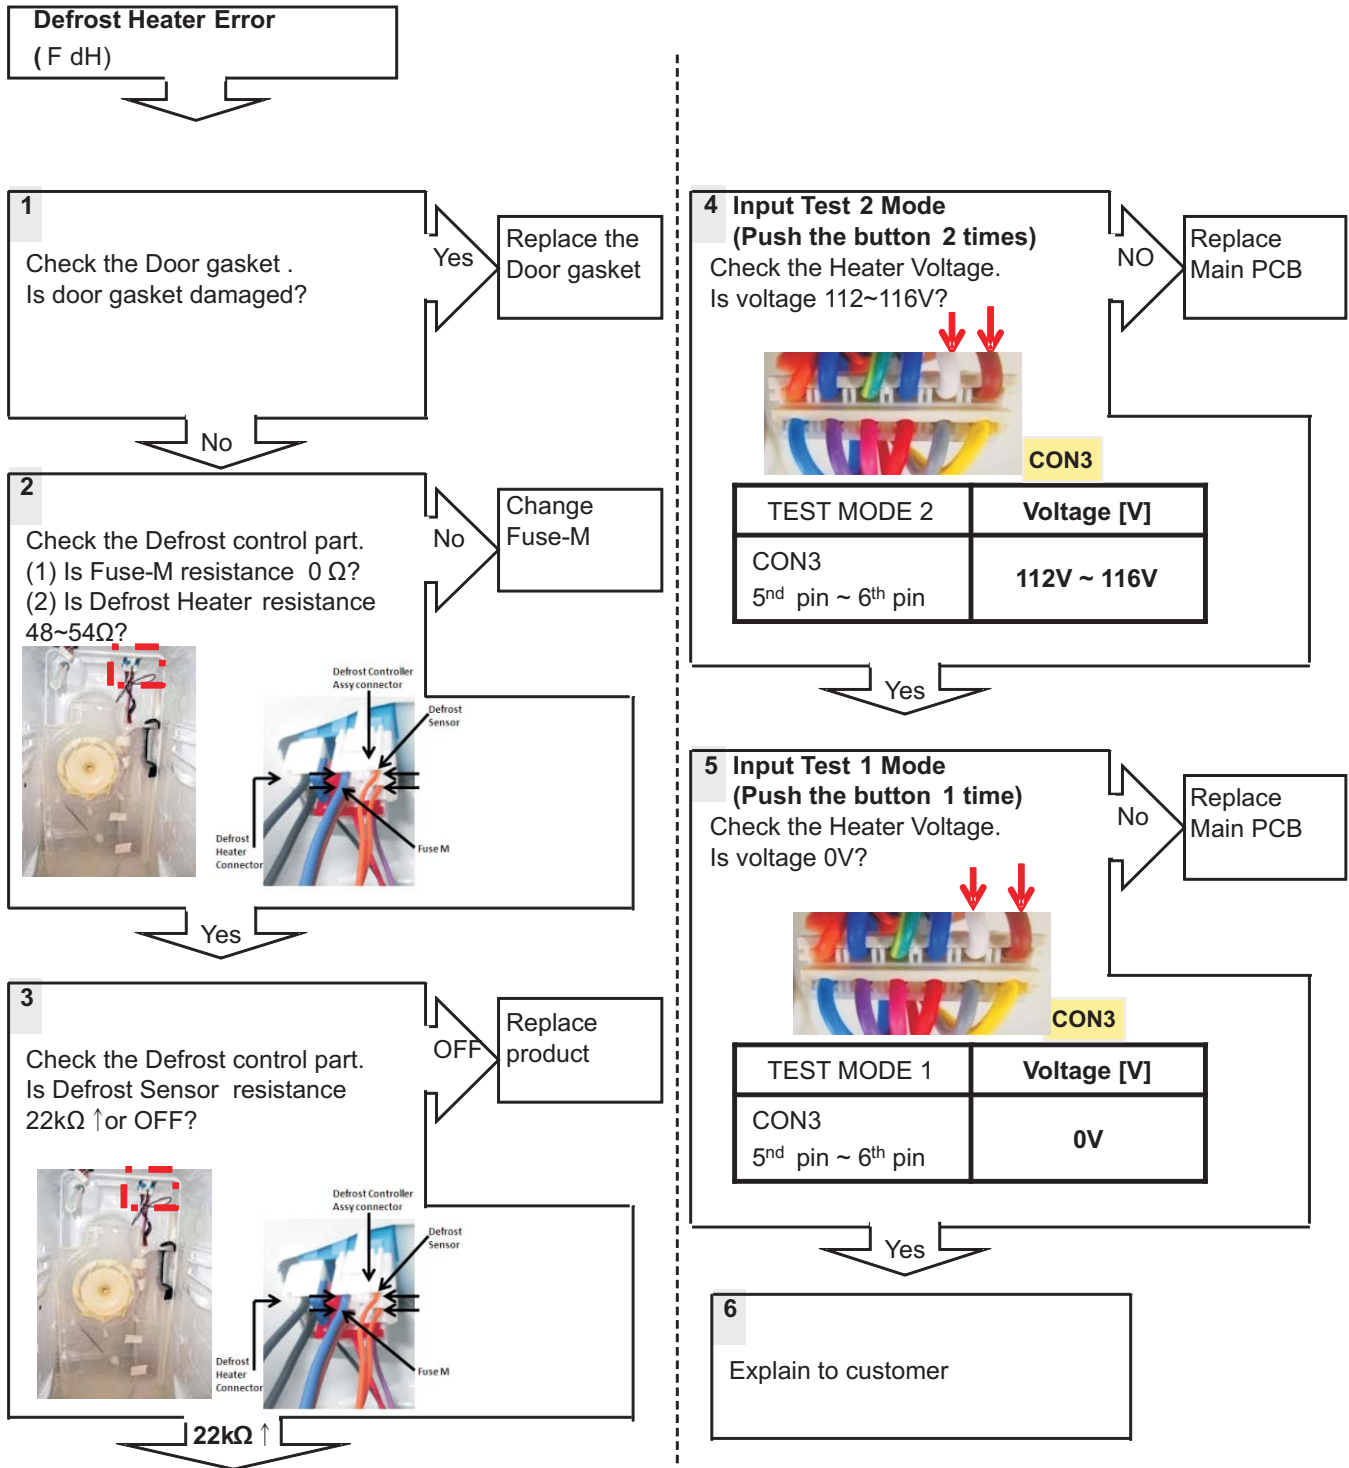 Defrost Heater Error
( F dH)
1
Check the Door gasket .
Is door gasket damaged?
Yes
Replace the
Door gasket
No
2
Check the Defrost control part.
(1) Is Fuse-M resistance 0 Ω?
(2) Is Defrost Heater resistance
48~54Ω?
No
Change
Fuse-M
Defrost Controller
Assy connector
Defrost
Sensor
Defrost
Heater
Connector
Fuse M
Yes
3
Check the Defrost control part.
Is Defrost Sensor resistance
22kΩ ↑or OFF?
OFF
Replace
product
Defrost Controller
Assy connector
Defrost
Sensor
Defrost
Heater
Connector
Fuse M
22kΩ ↑
4 Input Test 2 Mode
(Push the button 2 times)
Check the Heater Voltage.
Is voltage 112~116V?
NO
Replace
Main PCB
CON3
TEST MODE 2 Voltage [V]
CON3
5nd pin ~ 6th pin
112V ~ 116V
Yes
5 Input Test 1 Mode
(Push the button 1 time)
Check the Heater Voltage.
Is voltage 0V?
No
Replace
Main PCB
CON3
TEST MODE 1 Voltage [V]
CON3
5nd pin ~ 6th pin
0V
Yes
6
Explain to customer